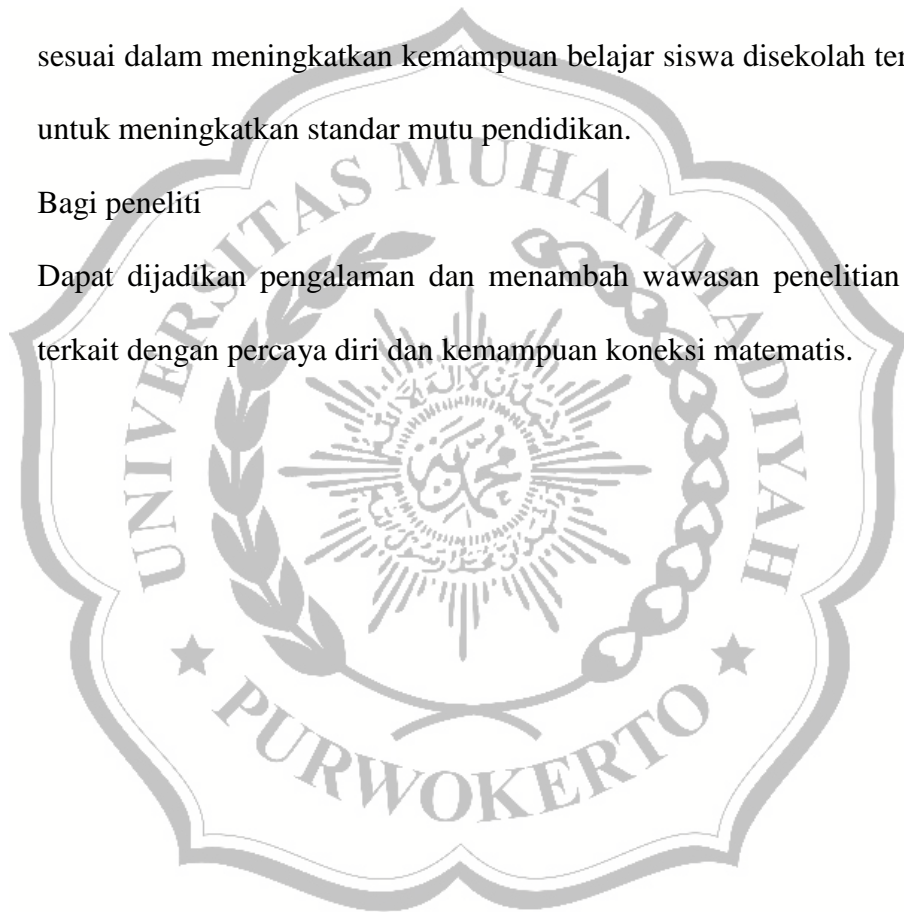 sesuai dalam meningkatkan kemampuan belajar siswa disekolah ter
untuk meningkatkan standar mutu pendidikan.
Bagi peneliti
Dapat dijadikan pengalaman dan menambah wawasan penelitian
terkait dengan percaya diri dan kemampuan koneksi matematis.
UNIVERSITAS MUHAMMADIYAH
PURWOKERTO